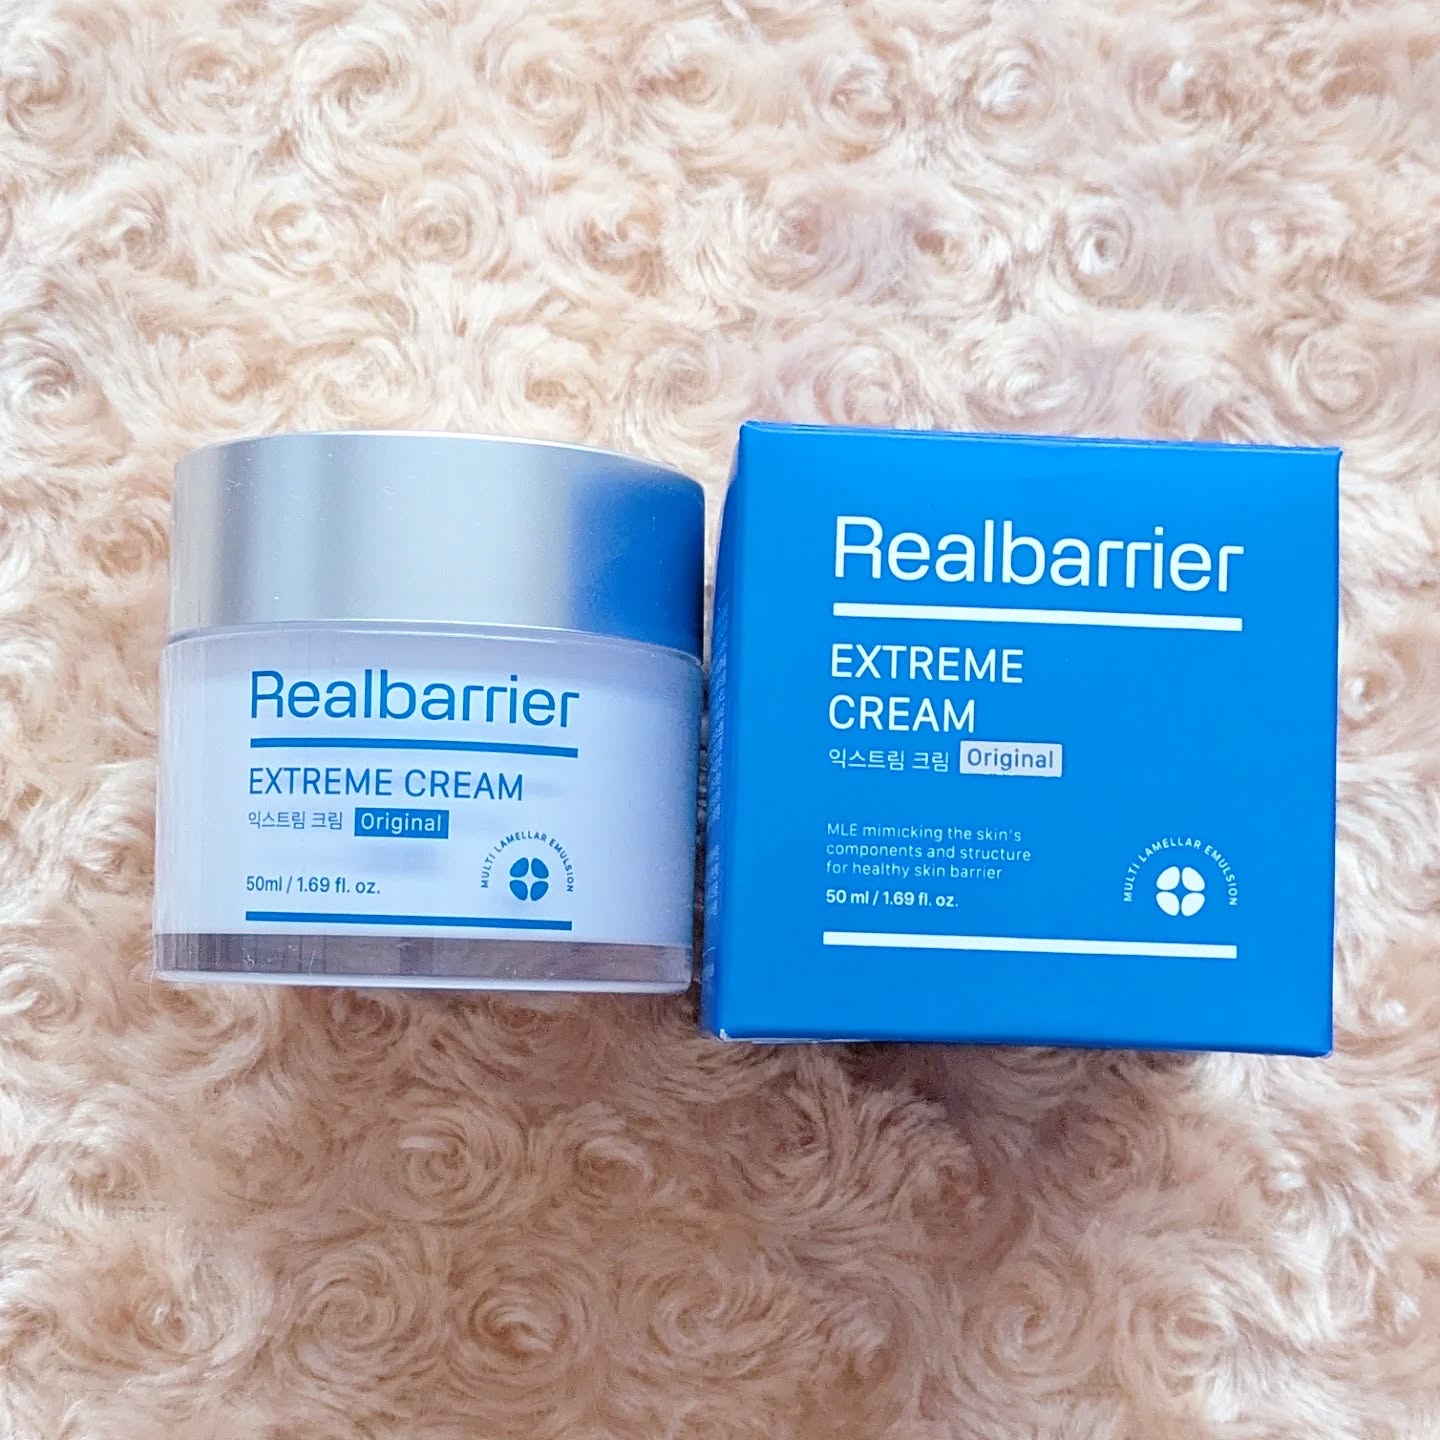 Realbarrier
EXTREME CREAM
익스트림 크림 Original
MULTI LAMELLAR EMULSION
50ml / 1.69 fl. oz.
Realbarrier
EXTREME
CREAM
익스트림 크림 Original
MLE mimicking the skin's
components and structure
for healthy skin barrier
50 ml / 1.69 fl. oz.
MULTI LAMELLAR EMULSION